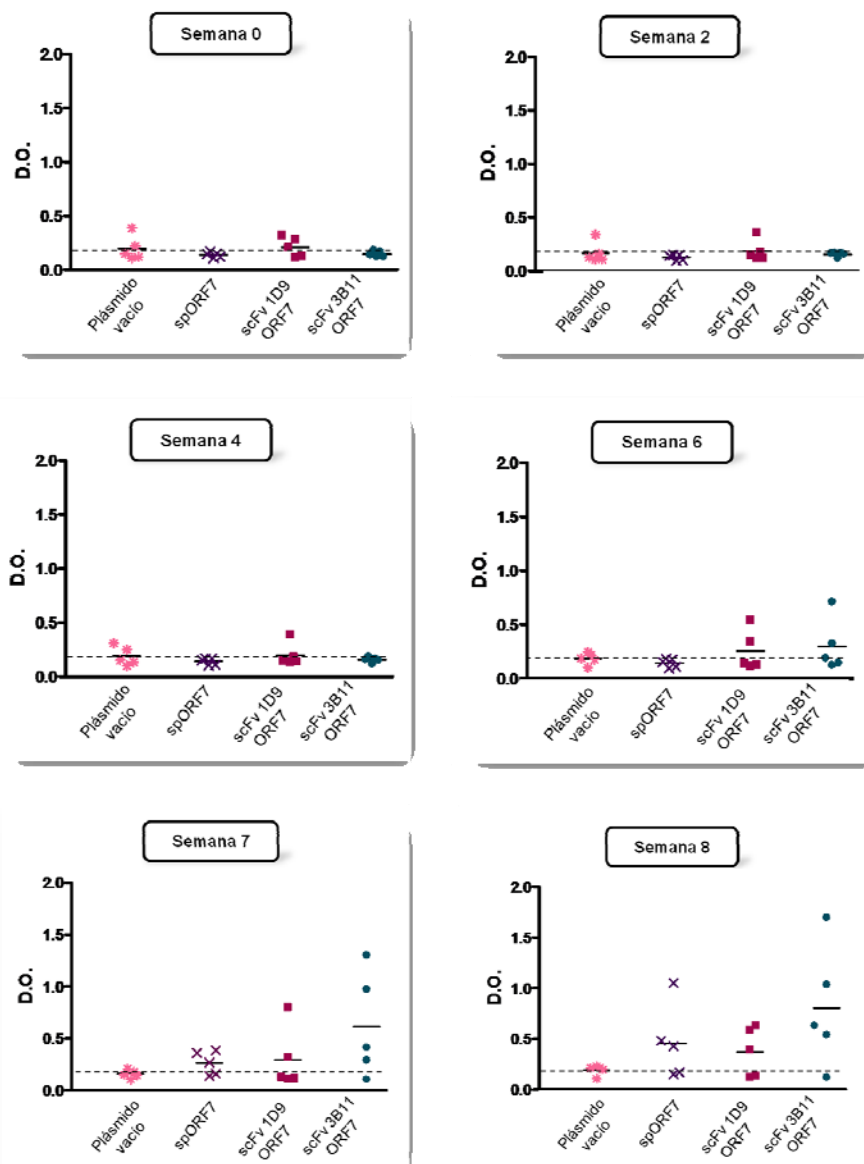 Semana 0
2.0
1.5
1.0
0.5
0.0
D.O.
Plásmido
vacío
spORF7
scFv 1D9
ORF7
scFv 3B11
ORF7
Semana 2
2.0
1.5
1.0
0.5
0.0
D.O.
Plásmido
vacío
spORF7
scFv 1D9
ORF7
scFv 3B11
ORF7
Semana 4
2.0
1.5
1.0
0.5
0.0
D.O.
Plásmido
vacío
spORF7
scFv 1D9
ORF7
scFv 3B11
ORF7
Semana 6
2.0
1.5
1.0
0.5
0.0
D.O.
Plásmido
vacío
spORF7
scFv 1D9
ORF7
scFv 3B11
ORF7
Semana 7
2.0
1.5
1.0
0.5
0.0
D.O.
Plásmido
vacío
spORF7
scFv 1D9
ORF7
scFv 3B11
ORF7
Semana 8
2.0
1.5
1.0
0.5
0.0
D.O.
Plásmido
vacío
spORF7
scFv 1D9
ORF7
scFv 3B11
ORF7